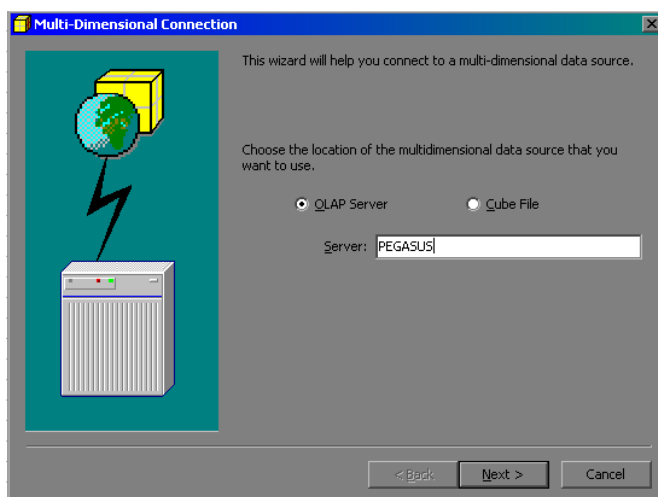 Multi-Dimensional Connection
This wizard will help you connect to a multi-dimensional data source.
Choose the location of the multidimensional data source that you
want to use.
OLAP Server Cube File
Server: PEGASUS
< Back Next > Cancel